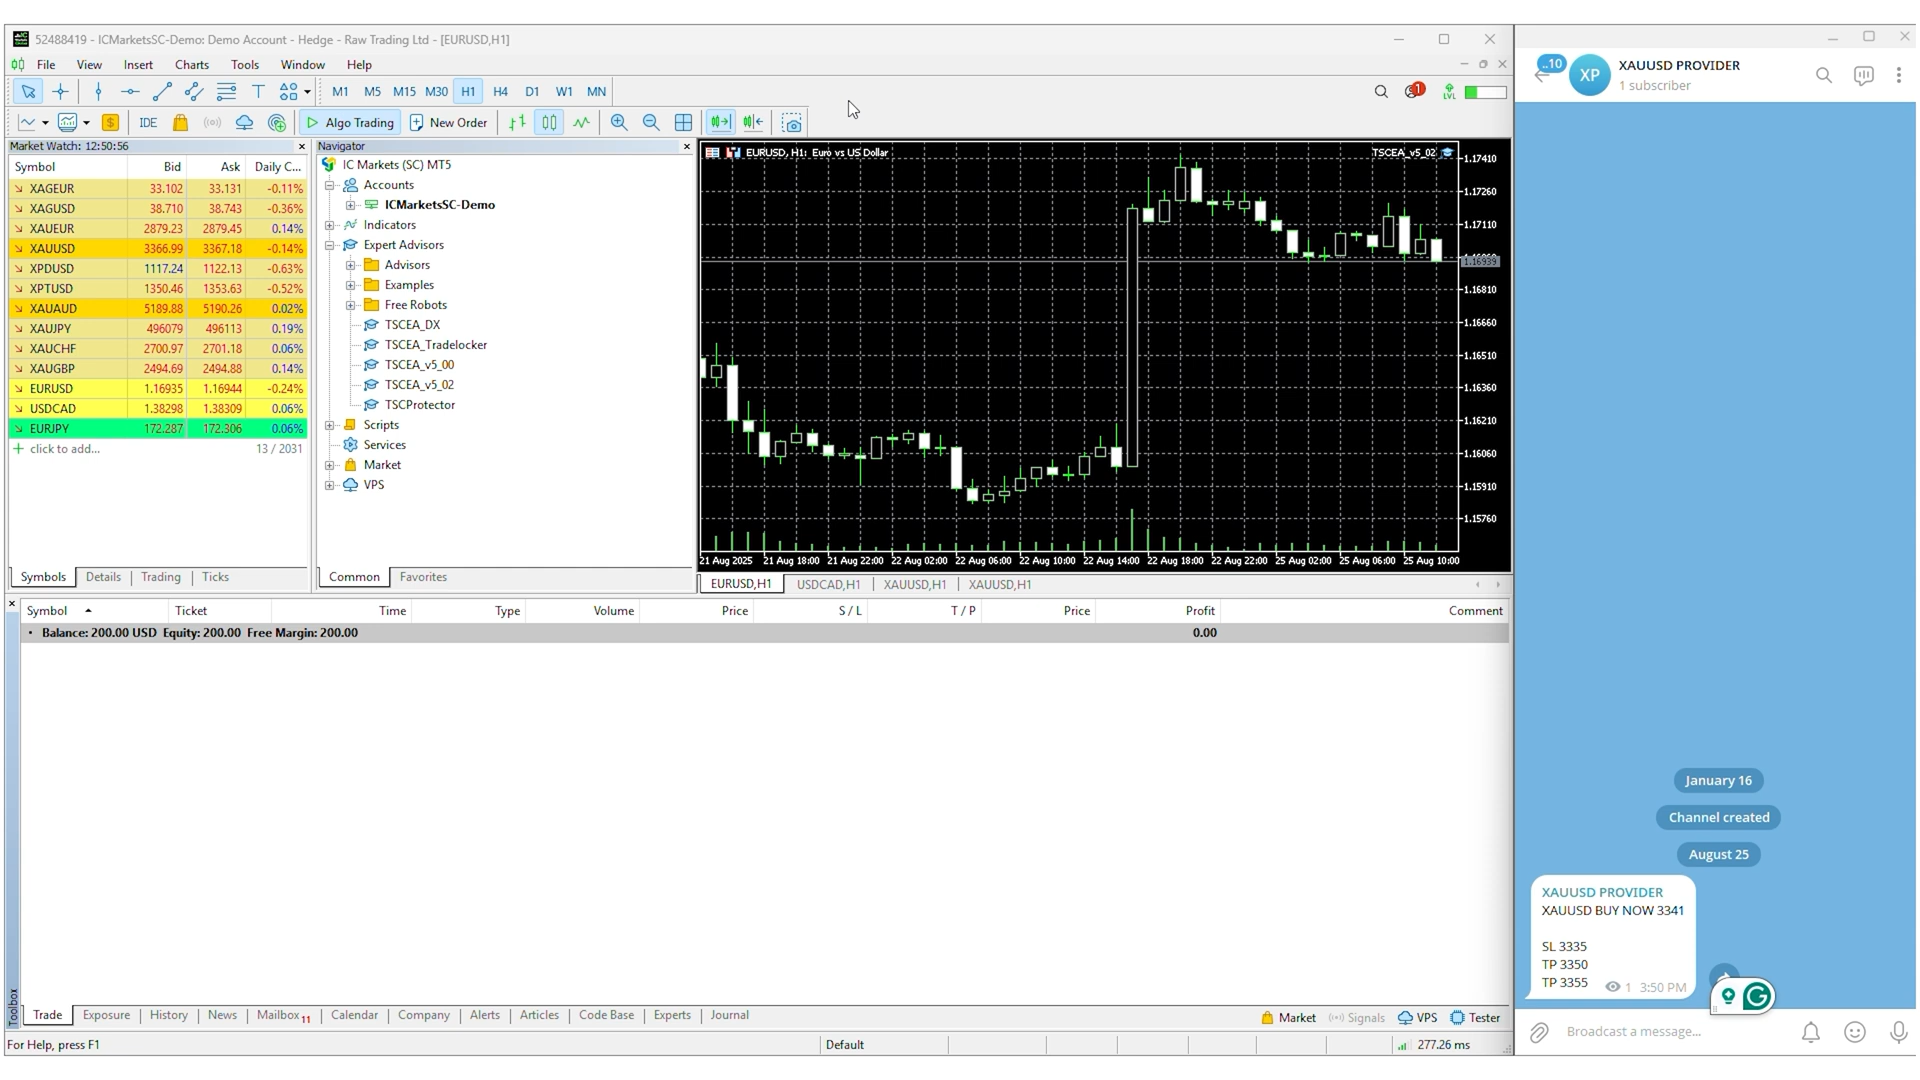 52488419 - ICMarketsSC-Demo: Demo Account - Hedge - Raw Trading Ltd - [EURUSD,H1]
File View Insert Charts Tools Window Help
M1 M5 M15 M30 H1 H4 D1 W1 MN
1
LVL
IDE Algo Trading New Order
Market Watch: 12:50:56
Symbol Bid Ask Daily C...
XAGEUR 33.102 33.131 -0.11%
XAGUSD 38.710 38.743 -0.36%
XAUEUR 2879.23 2879.45 0.14%
XAUUSD 3366.99 3367.18 -0.14%
XPDUSD 1117.24 1122.13 -0.63%
XPTUSD 1350.46 1353.63 -0.52%
XAUAUD 5189.88 5190.26 0.02%
XAUJPY 496079 496113 0.19%
XAUCHF 2700.97 2701.18 0.06%
XAUGBP 2494.69 2494.88 0.14%
EURUSD 1.16935 1.16944 -0.24%
USDCAD 1.38298 1.38309 0.06%
EURJPY 172.287 172.306 0.06%
click to add... 13 / 2031
Symbols Details Trading Ticks
Navigator
IC Markets (SC) MT5
Accounts
ICMarketsSC-Demo
Indicators
Expert Advisors
Advisors
Examples
Free Robots
TSCEA_DX
TSCEA_Tradelocker
TSCEA_v5_00
TSCEA_v5_02
TSCProtector
Scripts
Services
Market
VPS
Common Favorites
EURUSD, H1: Euro vs US Dollar
TSCEA_v5_02
1.17410
1.17260
1.17110
1.16939
1.16810
1.16660
1.16510
1.16360
1.16210
1.16060
1.15910
1.15760
21 Aug 2025 21 Aug 18:00 21 Aug 22:00 22 Aug 02:00 22 Aug 06:00 22 Aug 10:00 22 Aug 14:00 22 Aug 18:00 22 Aug 22:00 25 Aug 02:00 25 Aug 06:00 25 Aug 10:00
EURUSD,H1 USDCAD,H1 XAUUSD,H1 XAUUSD,H1
Symbol Ticket Time Type Volume Price S / L T / P Price Profit Comment
Balance: 200.00 USD Equity: 200.00 Free Margin: 200.00 0.00
Toolbox
Trade Exposure History News Mailbox 11 Calendar Company Alerts Articles Code Base Experts Journal
Market Signals VPS Tester
For Help, press F1
Default
277.26 ms
..10
XP
XAUUSD PROVIDER
1 subscriber
January 16
Channel created
August 25
XAUUSD PROVIDER
XAUUSD BUY NOW 3341
SL 3335
TP 3350
TP 3355
1 3:50 PM
Broadcast a message...